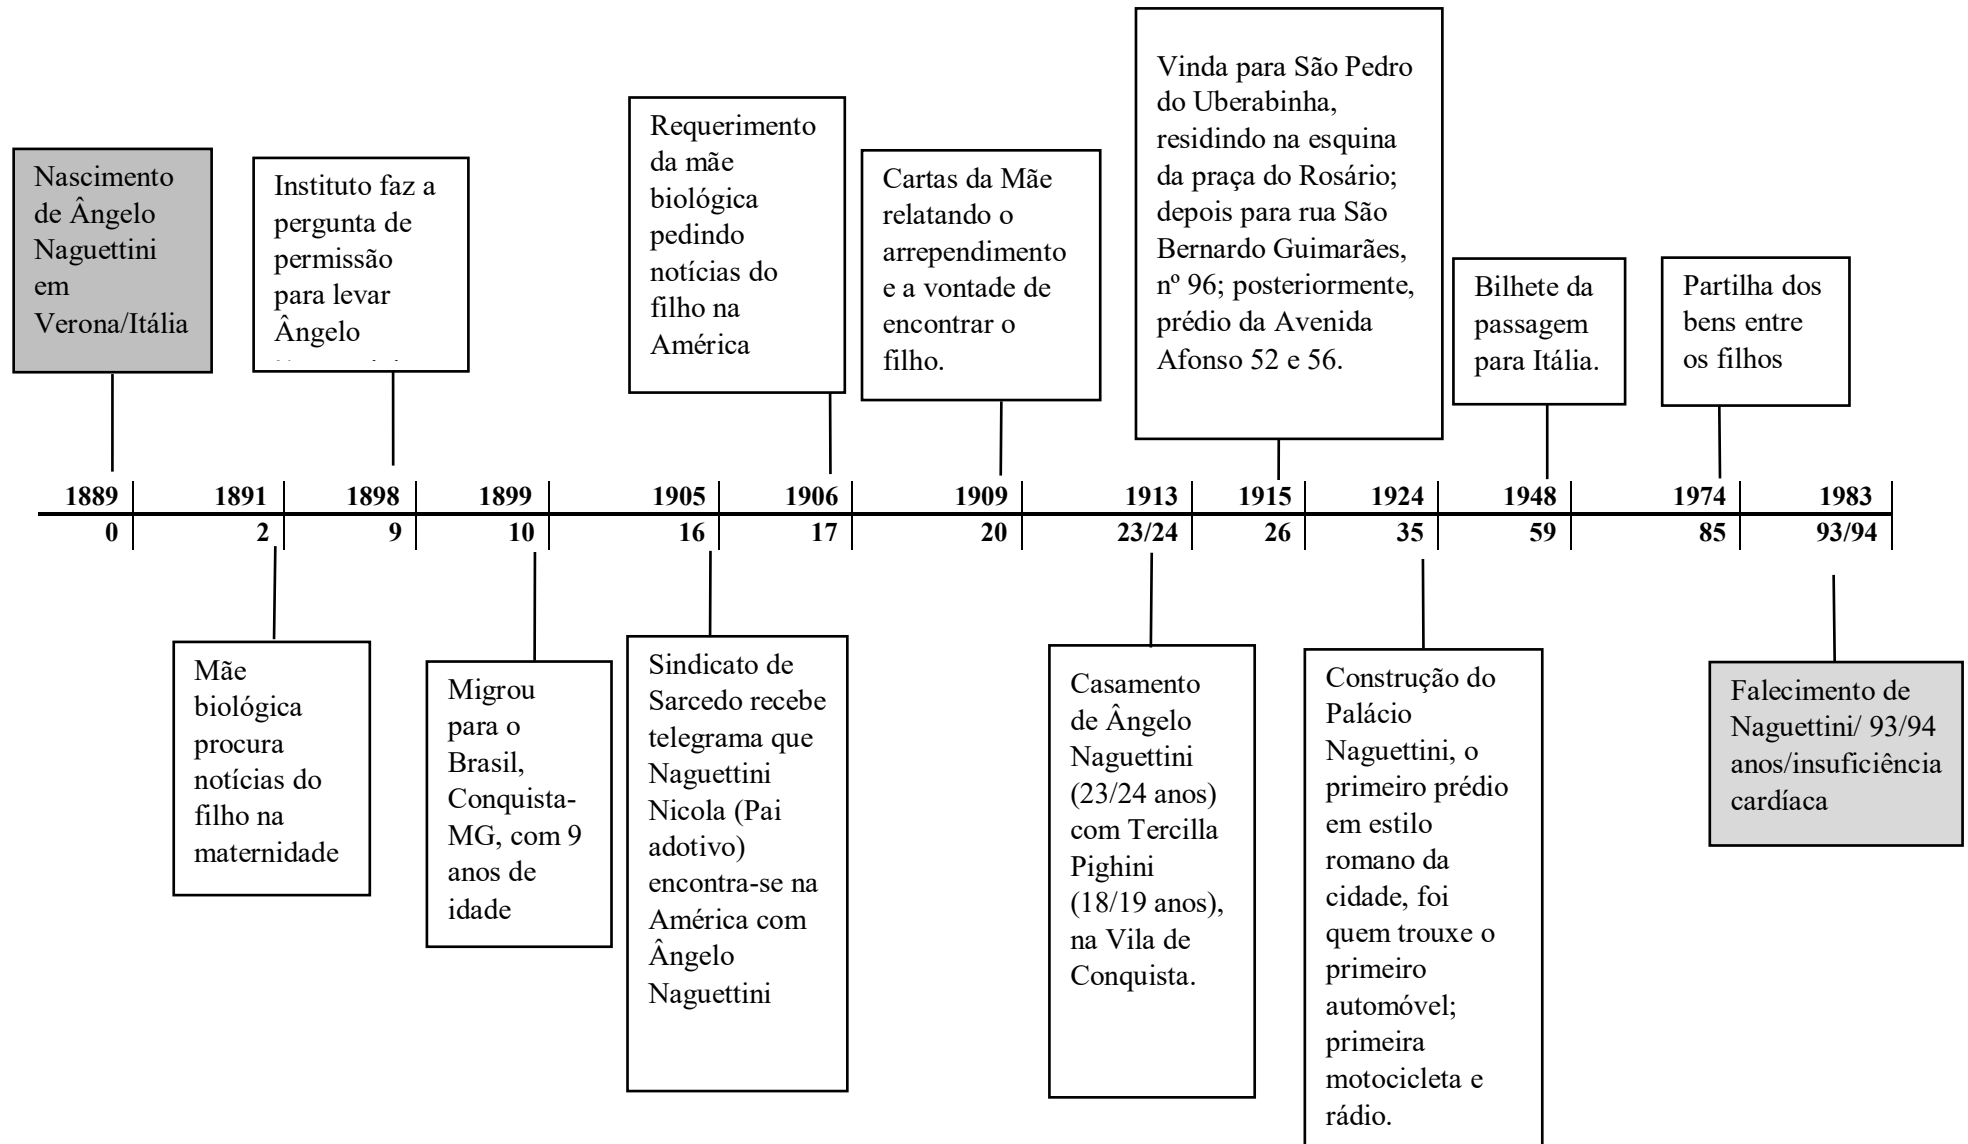 Nascimento
de Ângelo
Naguettini
em
Verona/Itália
Instituto faz a
pergunta de
permissão
para levar
Ângelo
Requerimento
da mãe
biológica
pedindo
notícias do
filho na
América
Cartas da Mãe
relatando o
arrependimento
e a vontade de
encontrar o
filho.
Vinda para São Pedro
do Uberabinha,
residindo na esquina
da praça do Rosário;
depois para rua São
Bernardo Guimarães,
nº 96; posteriormente,
prédio da Avenida
Afonso 52 e 56.
Bilhete da
passagem
para Itália.
Partilha dos
bens entre
os filhos
1889 1891 1898 1899 1905 1906 1909 1913 1915 1924 1948 1974 1983
0 2 9 10 16 17 20 23/24 26 35 59 85 93/94
Mãe
biológica
procura
notícias do
filho na
maternidade
Migrou
para o
Brasil,
Conquista-
MG, com 9
anos de
idade
Sindicato de
Sarcedo recebe
telegrama que
Naguettini
Nicola (Pai
adotivo)
encontra-se na
América com
Ângelo
Naguettini
Casamento
de Ângelo
Naguettini
(23/24 anos)
com Tercilla
Pighini
(18/19 anos),
na Vila de
Conquista.
Construção do
Palácio
Naguettini, o
primeiro prédio
em estilo
romano da
cidade, foi
quem trouxe o
primeiro
automóvel;
primeira
motocicleta e
rádio.
Falecimento de
Naguettini/ 93/94
anos/insuficiência
cardíaca